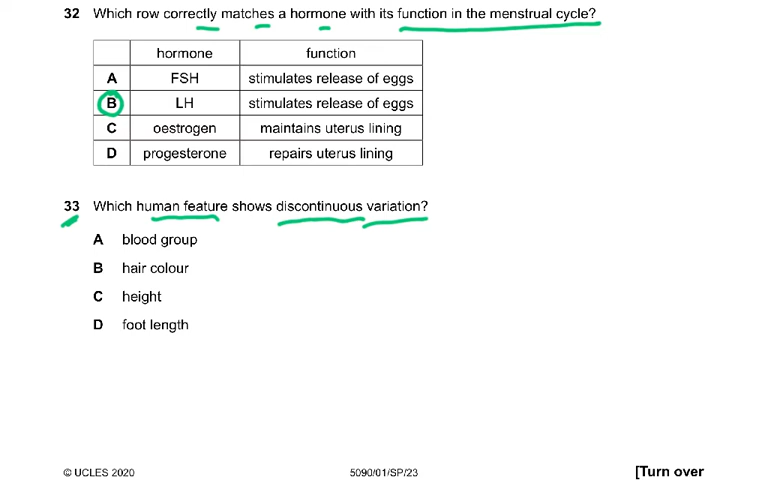 32 Which row correctly matches a hormone with its function in the menstrual cycle?
hormone function
A FSH stimulates release of eggs
B LH stimulates release of eggs
C oestrogen maintains uterus lining
D progesterone repairs uterus lining
33 Which human feature shows discontinuous variation?
A blood group
B hair colour
C height
D foot length
© UCLES 2020 5090/01/SP/23 [Turn over